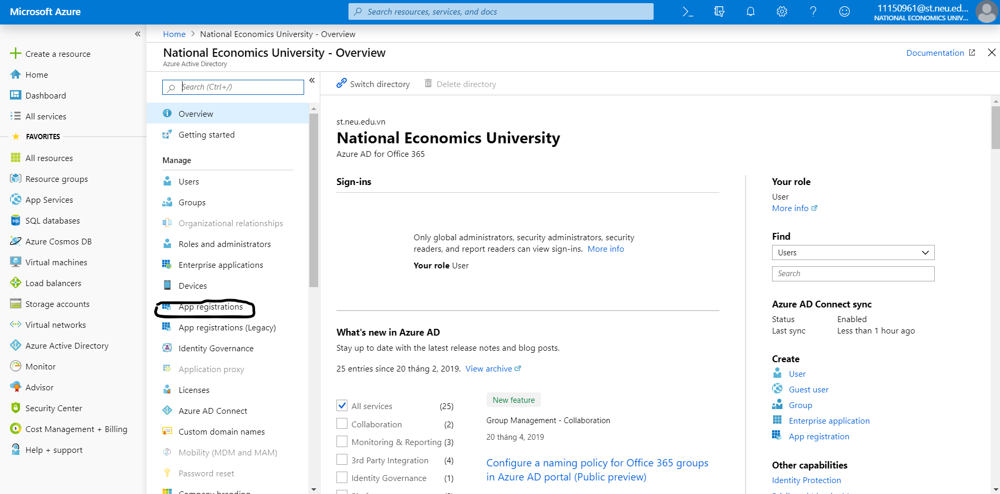 Microsoft Azure
Search resources, services, and docs
11150961@st.neu.ed...
NATIONAL ECONOMICS UNIV...
Create a resource
Home
Dashboard
All services
FAVORITES
All resources
Resource groups
App Services
SQL databases
Azure Cosmos DB
Virtual machines
Load balancers
Storage accounts
Virtual networks
Azure Active Directory
Monitor
Advisor
Security Center
Cost Management + Billing
Help + support
Home > National Economics University - Overview
National Economics University - Overview
Azure Active Directory
Documentation
Search (Ctrl+/)
Overview
Getting started
Manage
Users
Groups
Organizational relationships
Roles and administrators
Enterprise applications
Devices
App registrations
App registrations (Legacy)
Identity Governance
Application proxy
Licenses
Azure AD Connect
Custom domain names
Mobility (MDM and MAM)
Password reset
Company branding
Switch directory
Delete directory
st.neu.edu.vn
National Economics University
Azure AD for Office 365
Sign-ins
Only global administrators, security administrators, security
readers, and report readers can view sign-ins. More info
Your role User
What's new in Azure AD
Stay up to date with the latest release notes and blog posts.
25 entries since 20 tháng 2, 2019. View archive
All services (25)
Collaboration (2)
Monitoring & Reporting (3)
3rd Party Integration (4)
Identity Governance (1)
New feature
Group Management - Collaboration
20 tháng 4, 2019
Configure a naming policy for Office 365 groups
in Azure AD portal (Public preview)
Your role
User
More info
Find
Users
Search
Azure AD Connect sync
Status Enabled
Last sync Less than 1 hour ago
Create
User
Guest user
Group
Enterprise application
App registration
Other capabilities
Identity Protection